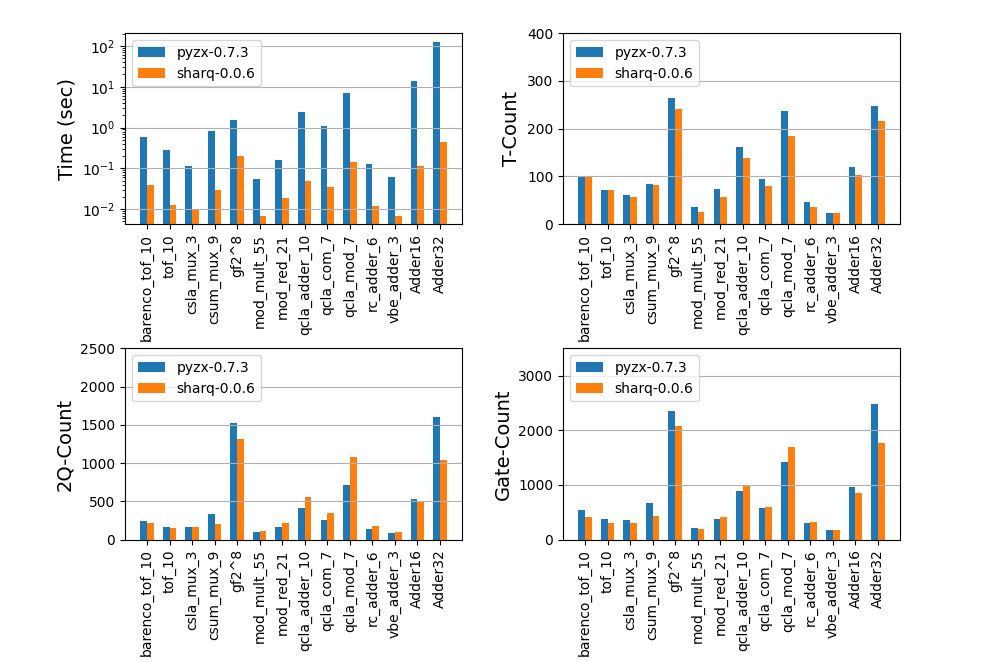 Time (sec)
10²
10¹
10⁰
10⁻¹
10⁻²
pyzx-0.7.3
sharq-0.0.6
barenco_tof_10
tof_10
csla_mux_3
csum_mux_9
gf2^8
mod_mult_55
mod_red_21
qcla_adder_10
qcla_com_7
qcla_mod_7
rc_adder_6
vbe_adder_3
Adder16
Adder32
T-Count
400
300
200
100
0
pyzx-0.7.3
sharq-0.0.6
barenco_tof_10
tof_10
csla_mux_3
csum_mux_9
gf2^8
mod_mult_55
mod_red_21
qcla_adder_10
qcla_com_7
qcla_mod_7
rc_adder_6
vbe_adder_3
Adder16
Adder32
2Q-Count
2500
2000
1500
1000
500
0
pyzx-0.7.3
sharq-0.0.6
barenco_tof_10
tof_10
csla_mux_3
csum_mux_9
gf2^8
mod_mult_55
mod_red_21
qcla_adder_10
qcla_com_7
qcla_mod_7
rc_adder_6
vbe_adder_3
Adder16
Adder32
Gate-Count
3000
2000
1000
0
pyzx-0.7.3
sharq-0.0.6
barenco_tof_10
tof_10
csla_mux_3
csum_mux_9
gf2^8
mod_mult_55
mod_red_21
qcla_adder_10
qcla_com_7
qcla_mod_7
rc_adder_6
vbe_adder_3
Adder16
Adder32